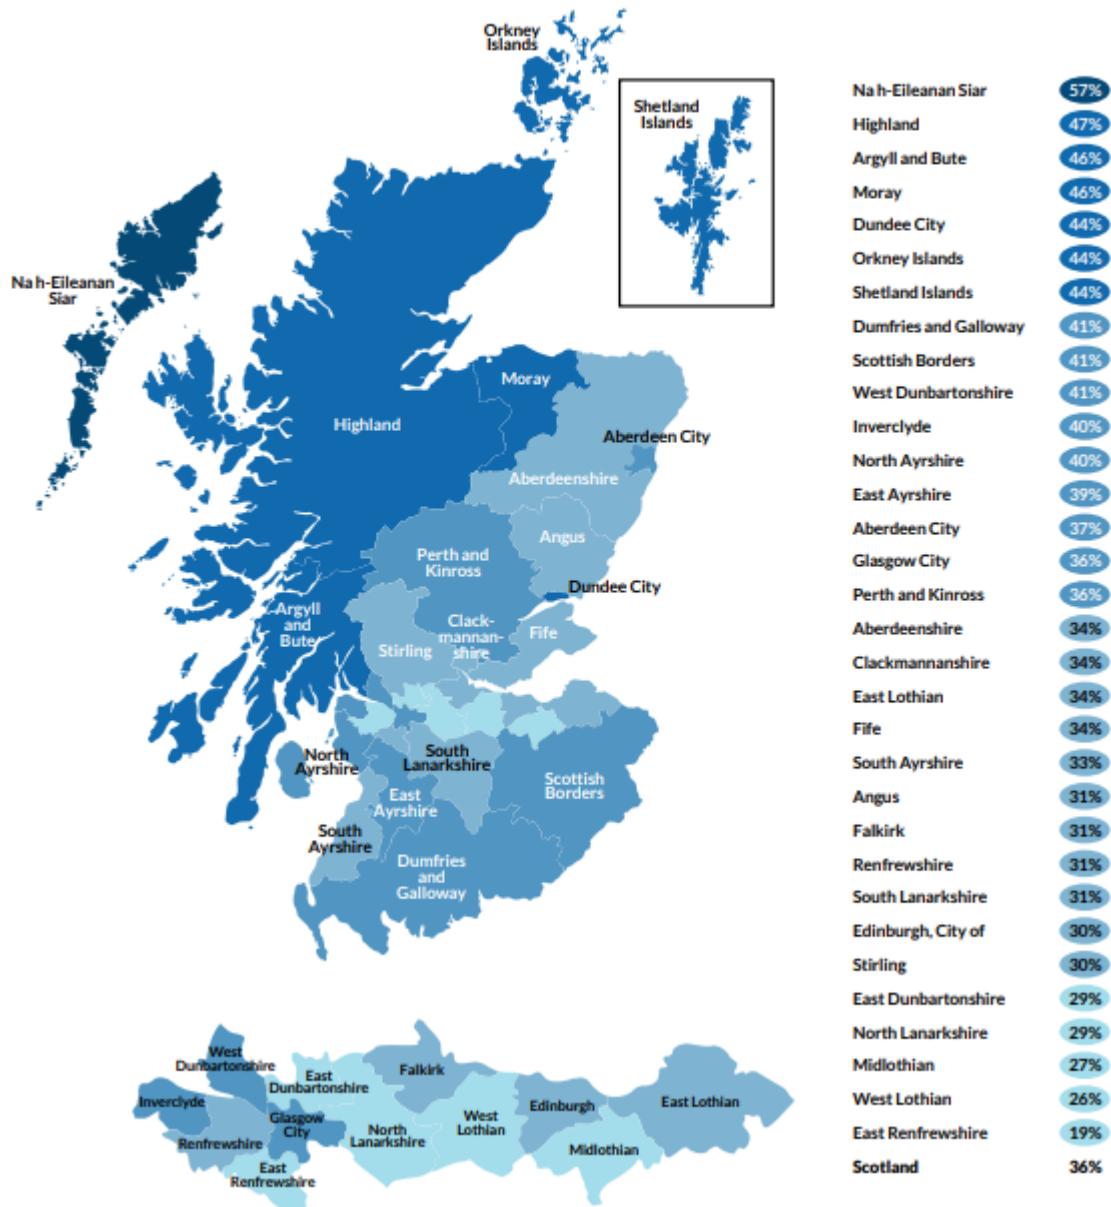 Orkney
Islands
Shetland
Islands
Na h-Eileanan
Siar
Moray
Highland
Aberdeen City
Aberdeenshire
Angus
Perth and
Kinross
Dundee City
Argyll
and
Bute
Clack-
mannan-
shire
Fife
Stirling
North
Ayrshire
South
Lanarkshire
Scottish
Borders
East
Ayrshire
South
Ayrshire
Dumfries
and
Galloway
West
Dunbartonshire
East
Dunbartonshire
Falkirk
Inverclyde
Glasgow
City
Renfrewshire
North
Lanarkshire
West
Lothian
Edinburgh
East Lothian
Midlothian
East
Renfrewshire
Na h-Eileanan Siar 57%
Highland 47%
Argyll and Bute 46%
Moray 46%
Dundee City 44%
Orkney Islands 44%
Shetland Islands 44%
Dumfries and Galloway 41%
Scottish Borders 41%
West Dunbartonshire 41%
Inverclyde 40%
North Ayrshire 40%
East Ayrshire 39%
Aberdeen City 37%
Glasgow City 36%
Perth and Kinross 36%
Aberdeenshire 34%
Clackmannanshire 34%
East Lothian 34%
Fife 34%
South Ayrshire 33%
Angus 31%
Falkirk 31%
Renfrewshire 31%
South Lanarkshire 31%
Edinburgh, City of 30%
Stirling 30%
East Dunbartonshire 29%
North Lanarkshire 29%
Midlothian 27%
West Lothian 26%
East Renfrewshire 19%
Scotland 36%